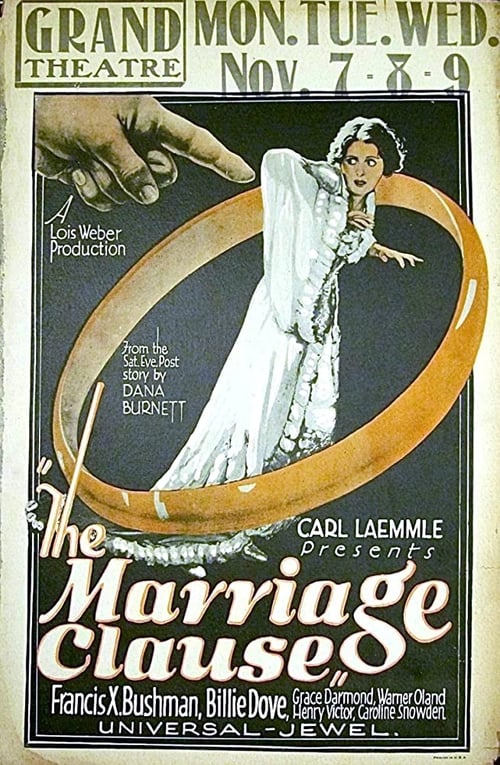 GRAND
THEATRE
MON. TUE. WED.
Nov. 7-8-9
A
Lois Weber
Production
From the
Sat. Eve. Post
story by
DANA
BURNETT
CARL LAEMMLE
Presents
"The
Marriage
Clause"
Francis X. Bushman, Billie Dove, Grace Darmond, Warner Oland
Henry Victor, Caroline Snowden.
UNIVERSAL-JEWEL.
PRINTED IN U.S.A.